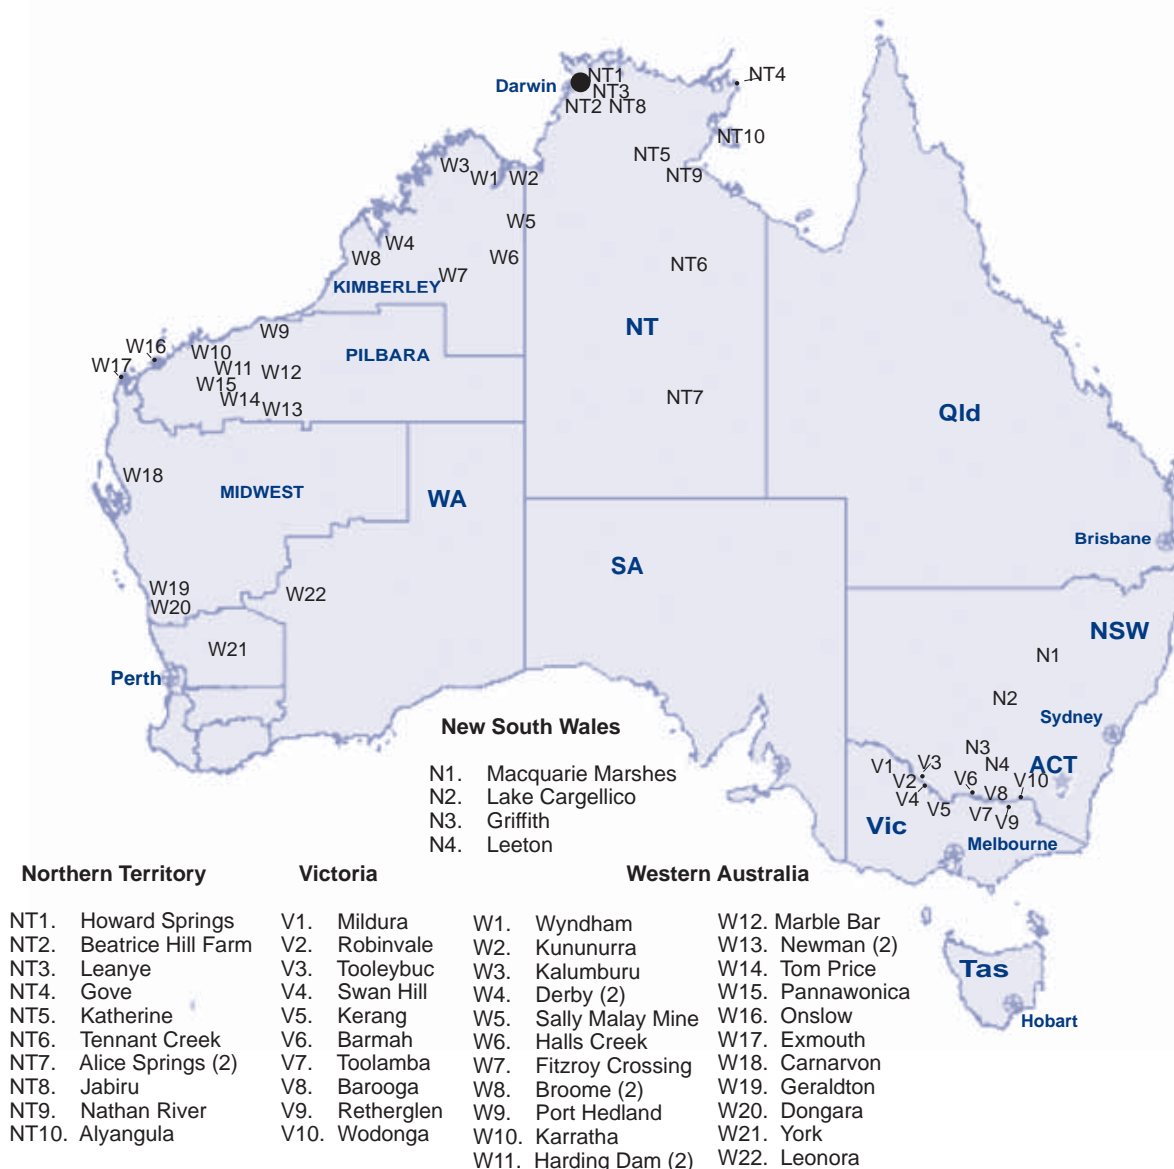 Darwin
NT1
NT3
NT2 NT8
NT4
NT10
NT5
NT9
W3
W1 W2
W5
W4
W8
W6
W7
KIMBERLEY
NT6
NT
W9
W16
W10
PILBARA
W17
W11 W12
W15
W14
W13
NT7
Qld
W18
MIDWEST
WA
Brisbane
SA
W19
W20
W22
NSW
W21
N1
Perth
N2
Sydney
N3
N4
ACT
V1
V3
V2
V4
V5
V6
V8
V10
V7
V9
Vic
Melbourne
Tas
Hobart
New South Wales
N1. Macquarie Marshes
N2. Lake Cargellico
N3. Griffith
N4. Leeton
Northern Territory
NT1. Howard Springs
NT2. Beatrice Hill Farm
NT3. Leanye
NT4. Gove
NT5. Katherine
NT6. Tennant Creek
NT7. Alice Springs (2)
NT8. Jabiru
NT9. Nathan River
NT10. Alyangula
Victoria
V1. Mildura
V2. Robinvale
V3. Tooleybuc
V4. Swan Hill
V5. Kerang
V6. Barmah
V7. Toolamba
V8. Barooga
V9. Retherglen
V10. Wodonga
Western Australia
W1. Wyndham
W2. Kununurra
W3. Kalumburu
W4. Derby (2)
W5. Sally Malay Mine
W6. Halls Creek
W7. Fitzroy Crossing
W8. Broome (2)
W9. Port Hedland
W10. Karratha
W11. Harding Dam (2)
W12. Marble Bar
W13. Newman (2)
W14. Tom Price
W15. Pannawonica
W16. Onslow
W17. Exmouth
W18. Carnarvon
W19. Geraldton
W20. Dongara
W21. York
W22. Leonora